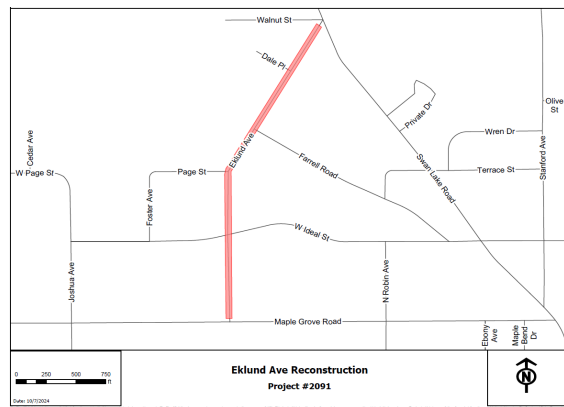 Walnut St
Dale Pl
Private Dr
Olive
St
Wren Dr
Cedar Ave
Eklund Ave
Stanford Ave
W Page St
Page St
Farrell Road
Swan Lake Road
Terrace St
Foster Ave
W Ideal St
Joshua Ave
N Robin Ave
Maple Grove Road
Ebony
Ave
Maple
Bend
Dr
0 250 500 750
ft
Date: 10/7/2024
Eklund Ave Reconstruction
Project #2091
N